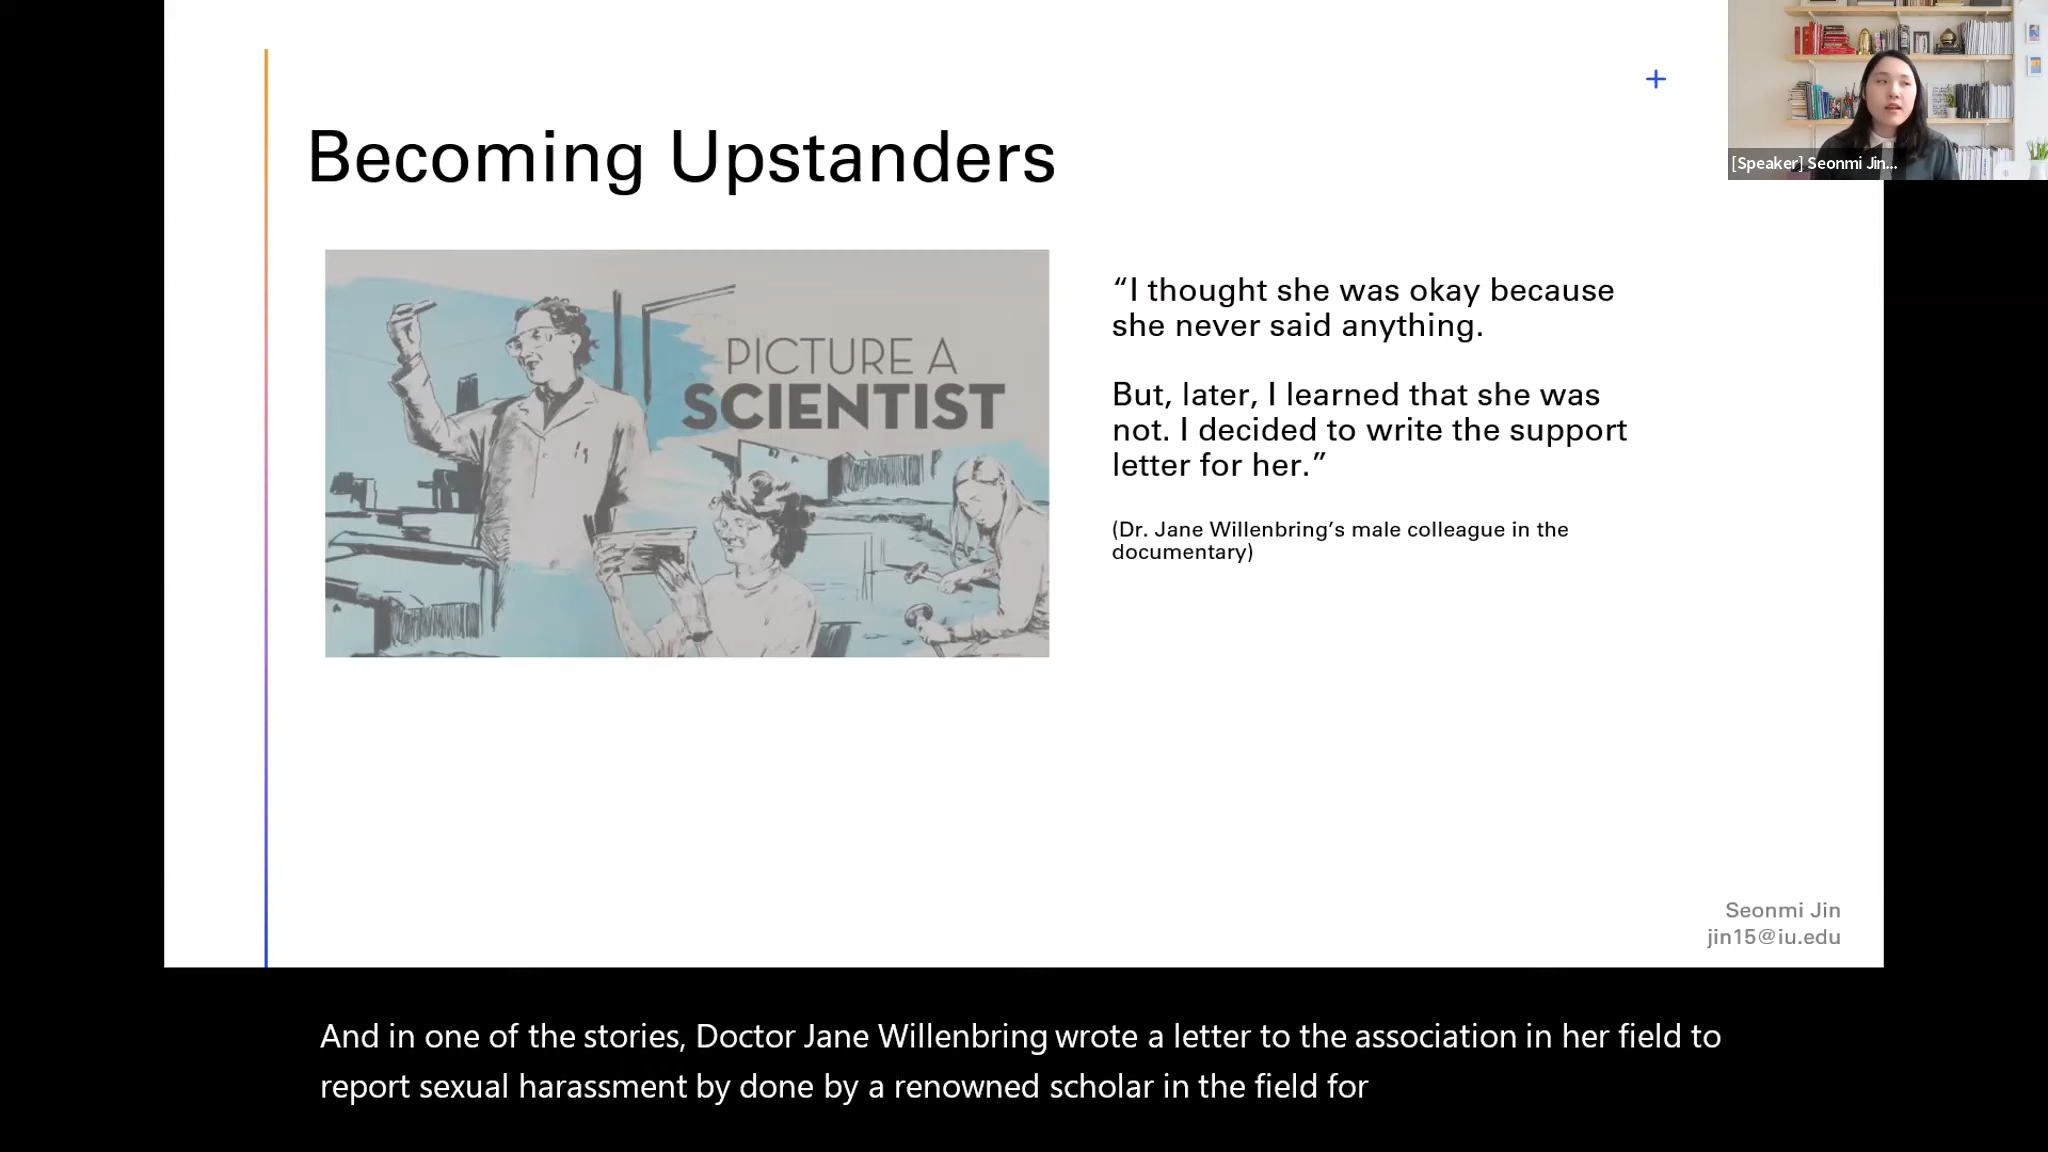 Becoming Upstanders
+
[Speaker] Seonmi Jin...
PICTURE A
SCIENTIST
“I thought she was okay because
she never said anything.
But, later, I learned that she was
not. I decided to write the support
letter for her.”
(Dr. Jane Willenbring’s male colleague in the
documentary)
Seonmi Jin
jin15@iu.edu
And in one of the stories, Doctor Jane Willenbring wrote a letter to the association in her field to
report sexual harassment by done by a renowned scholar in the field for